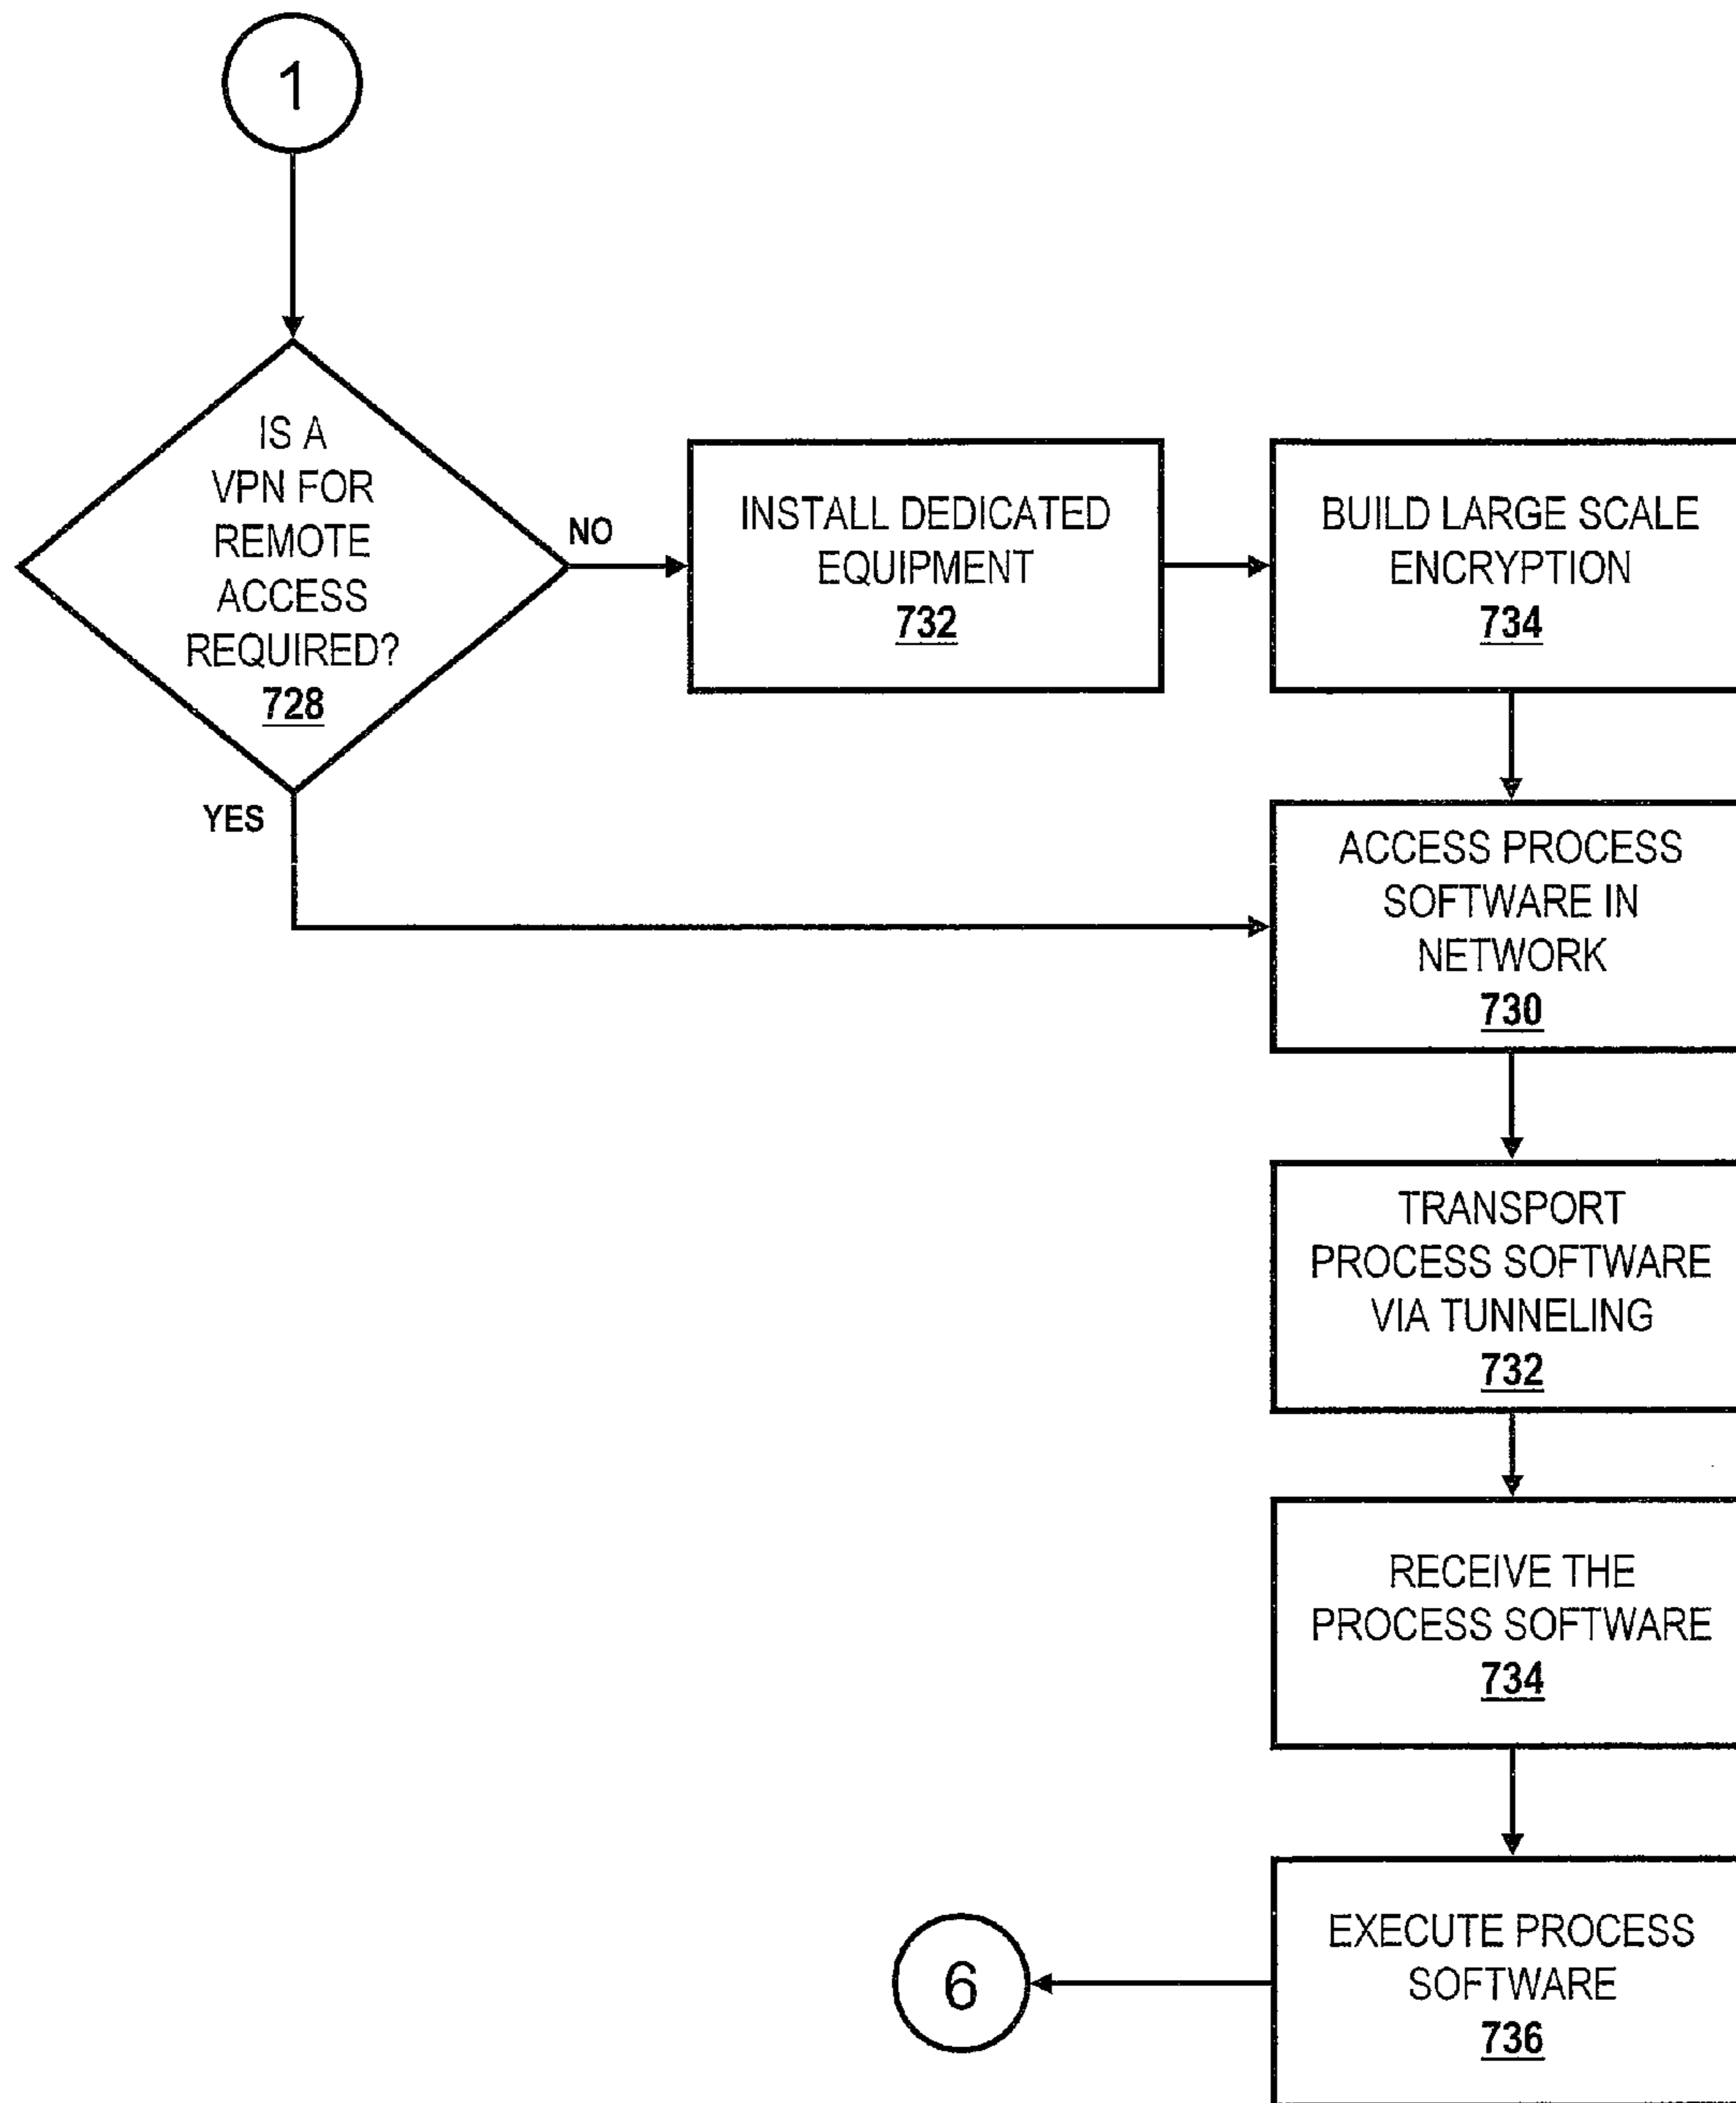 1
IS A
VPN FOR
REMOTE
ACCESS
REQUIRED?
728
NO
YES
INSTALL DEDICATED
EQUIPMENT
732
BUILD LARGE SCALE
ENCRYPTION
734
ACCESS PROCESS
SOFTWARE IN
NETWORK
730
TRANSPORT
PROCESS SOFTWARE
VIA TUNNELING
732
RECEIVE THE
PROCESS SOFTWARE
734
EXECUTE PROCESS
SOFTWARE
736
6